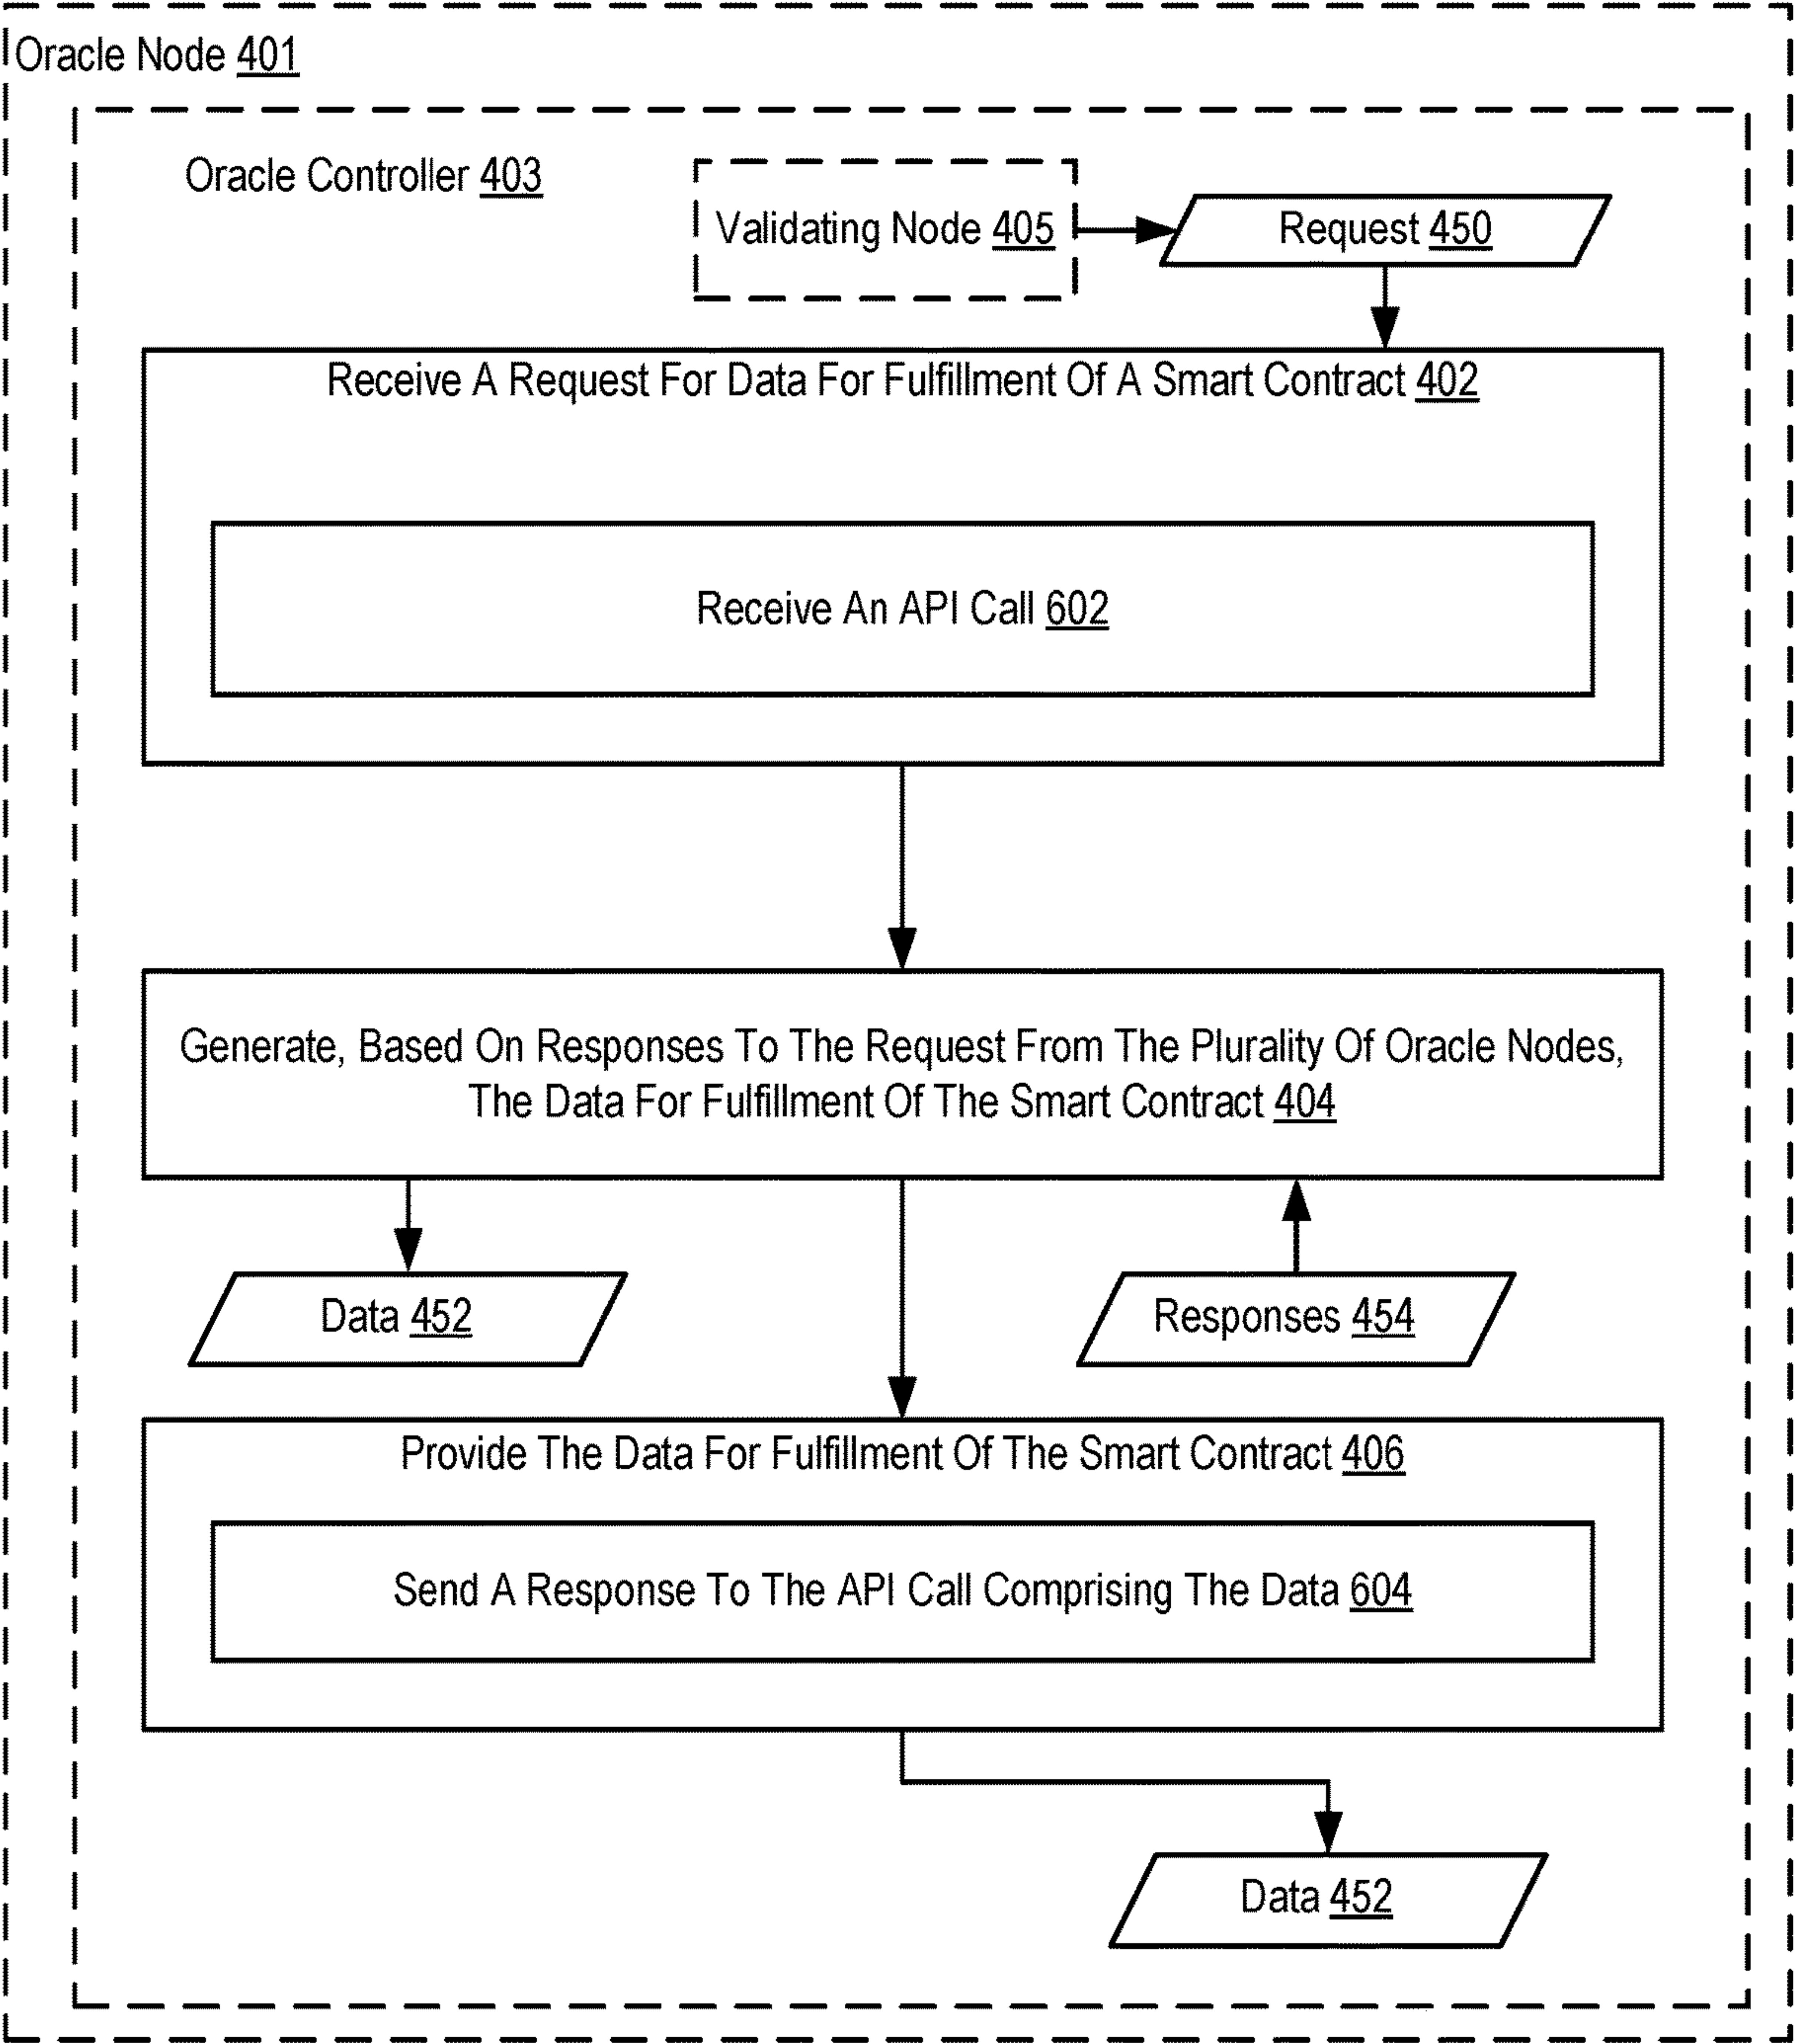 Oracle Node 401
Oracle Controller 403
Validating Node 405
Request 450
Receive A Request For Data For Fulfillment Of A Smart Contract 402
Receive An API Call 602
Generate, Based On Responses To The Request From The Plurality Of Oracle Nodes,
The Data For Fulfillment Of The Smart Contract 404
Data 452
Responses 454
Provide The Data For Fulfillment Of The Smart Contract 406
Send A Response To The API Call Comprising The Data 604
Data 452